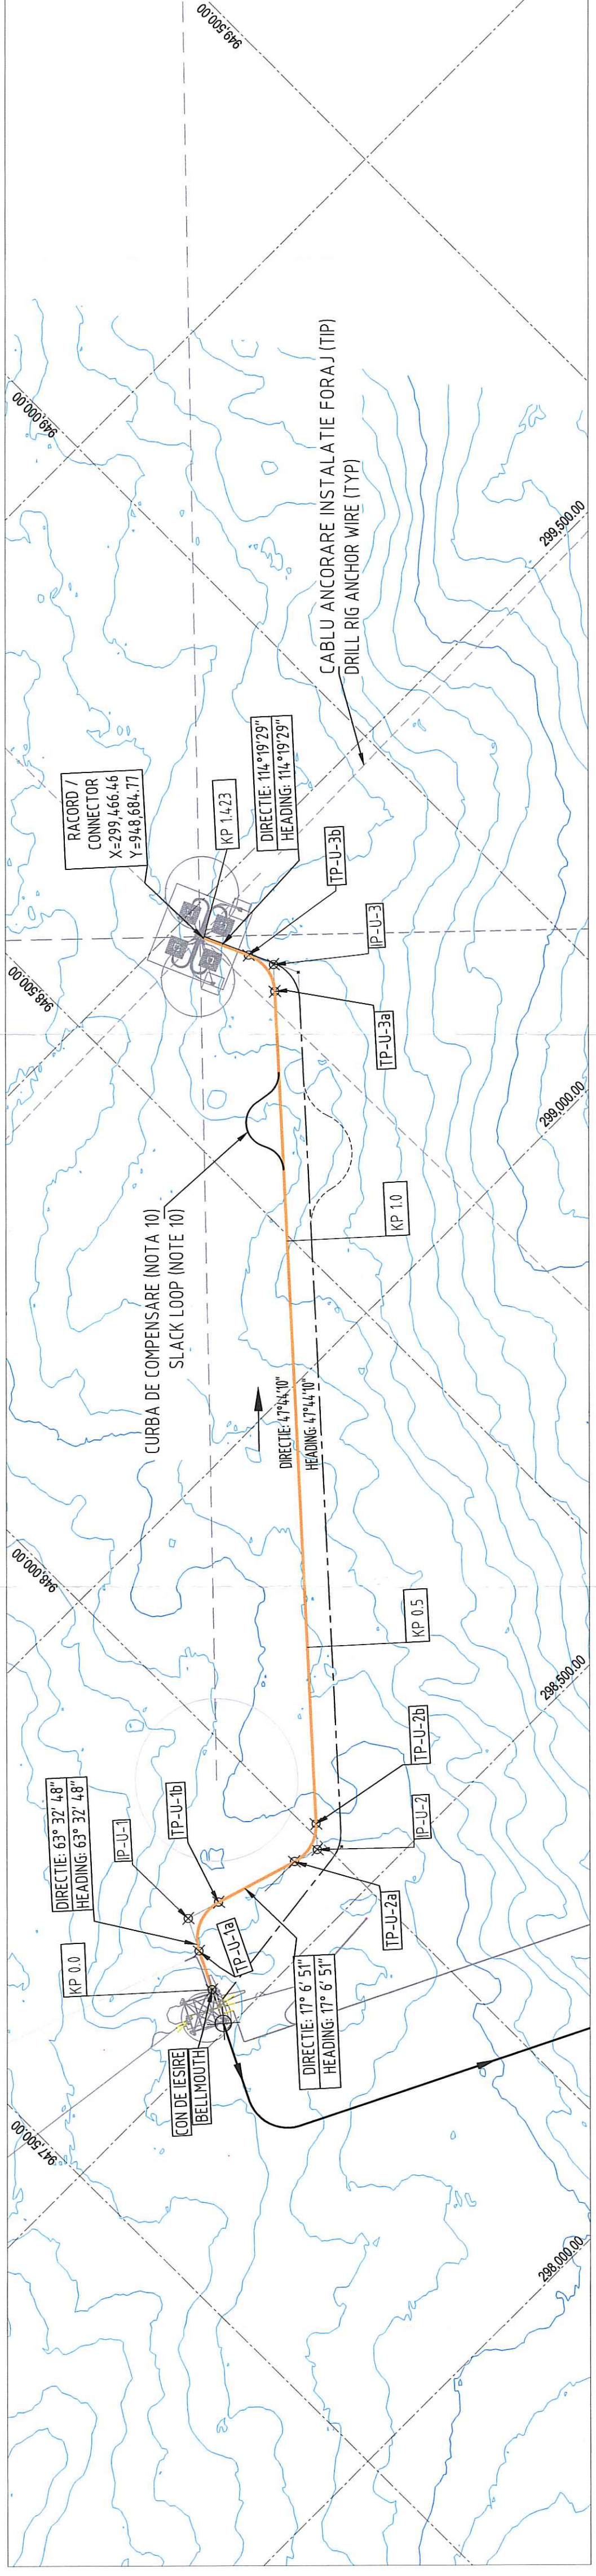 949,500.00
949,000.00
CABLU ANCORARE INSTALATIE FORAJ (TIP)
DRILL RIG ANCHOR WIRE (TYP)
299,500.00
RACORD /
CONNECTOR
X=299,466.46
Y=948,684.77
KP 1.423
DIRECTIE: 114°19'29"
HEADING: 114°19'29"
TP-U-3b
IP-U-3
TP-U-3a
948,500.00
299,000.00
CURBA DE COMPENSARE (NOTA 10)
SLACK LOOP (NOTE 10)
KP 1.0
DIRECTIE: 47°44'10"
HEADING: 47°44'10"
948,000.00
KP 0.5
298,500.00
TP-U-2b
IP-U-2
TP-U-2a
DIRECTIE: 63° 32' 48"
HEADING: 63° 32' 48"
IP-U-1
TP-U-1b
TP-U-1a
KP 0.0
DIRECTIE: 17° 6' 51"
HEADING: 17° 6' 51"
CON DE IESIRE
BELLMOUTH
947,500.00
298,000.00